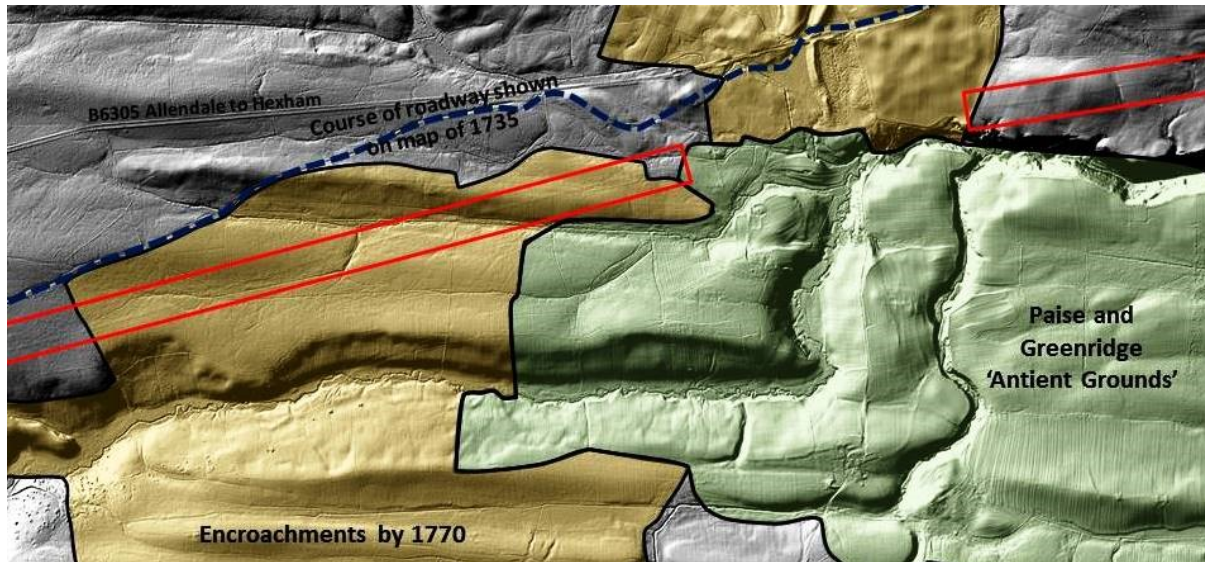 B6305 Allendale to Hexham
Course of roadway shown
on map of 1735
Paise and
Greenridge
‘Antient Grounds’
Encroachments by 1770